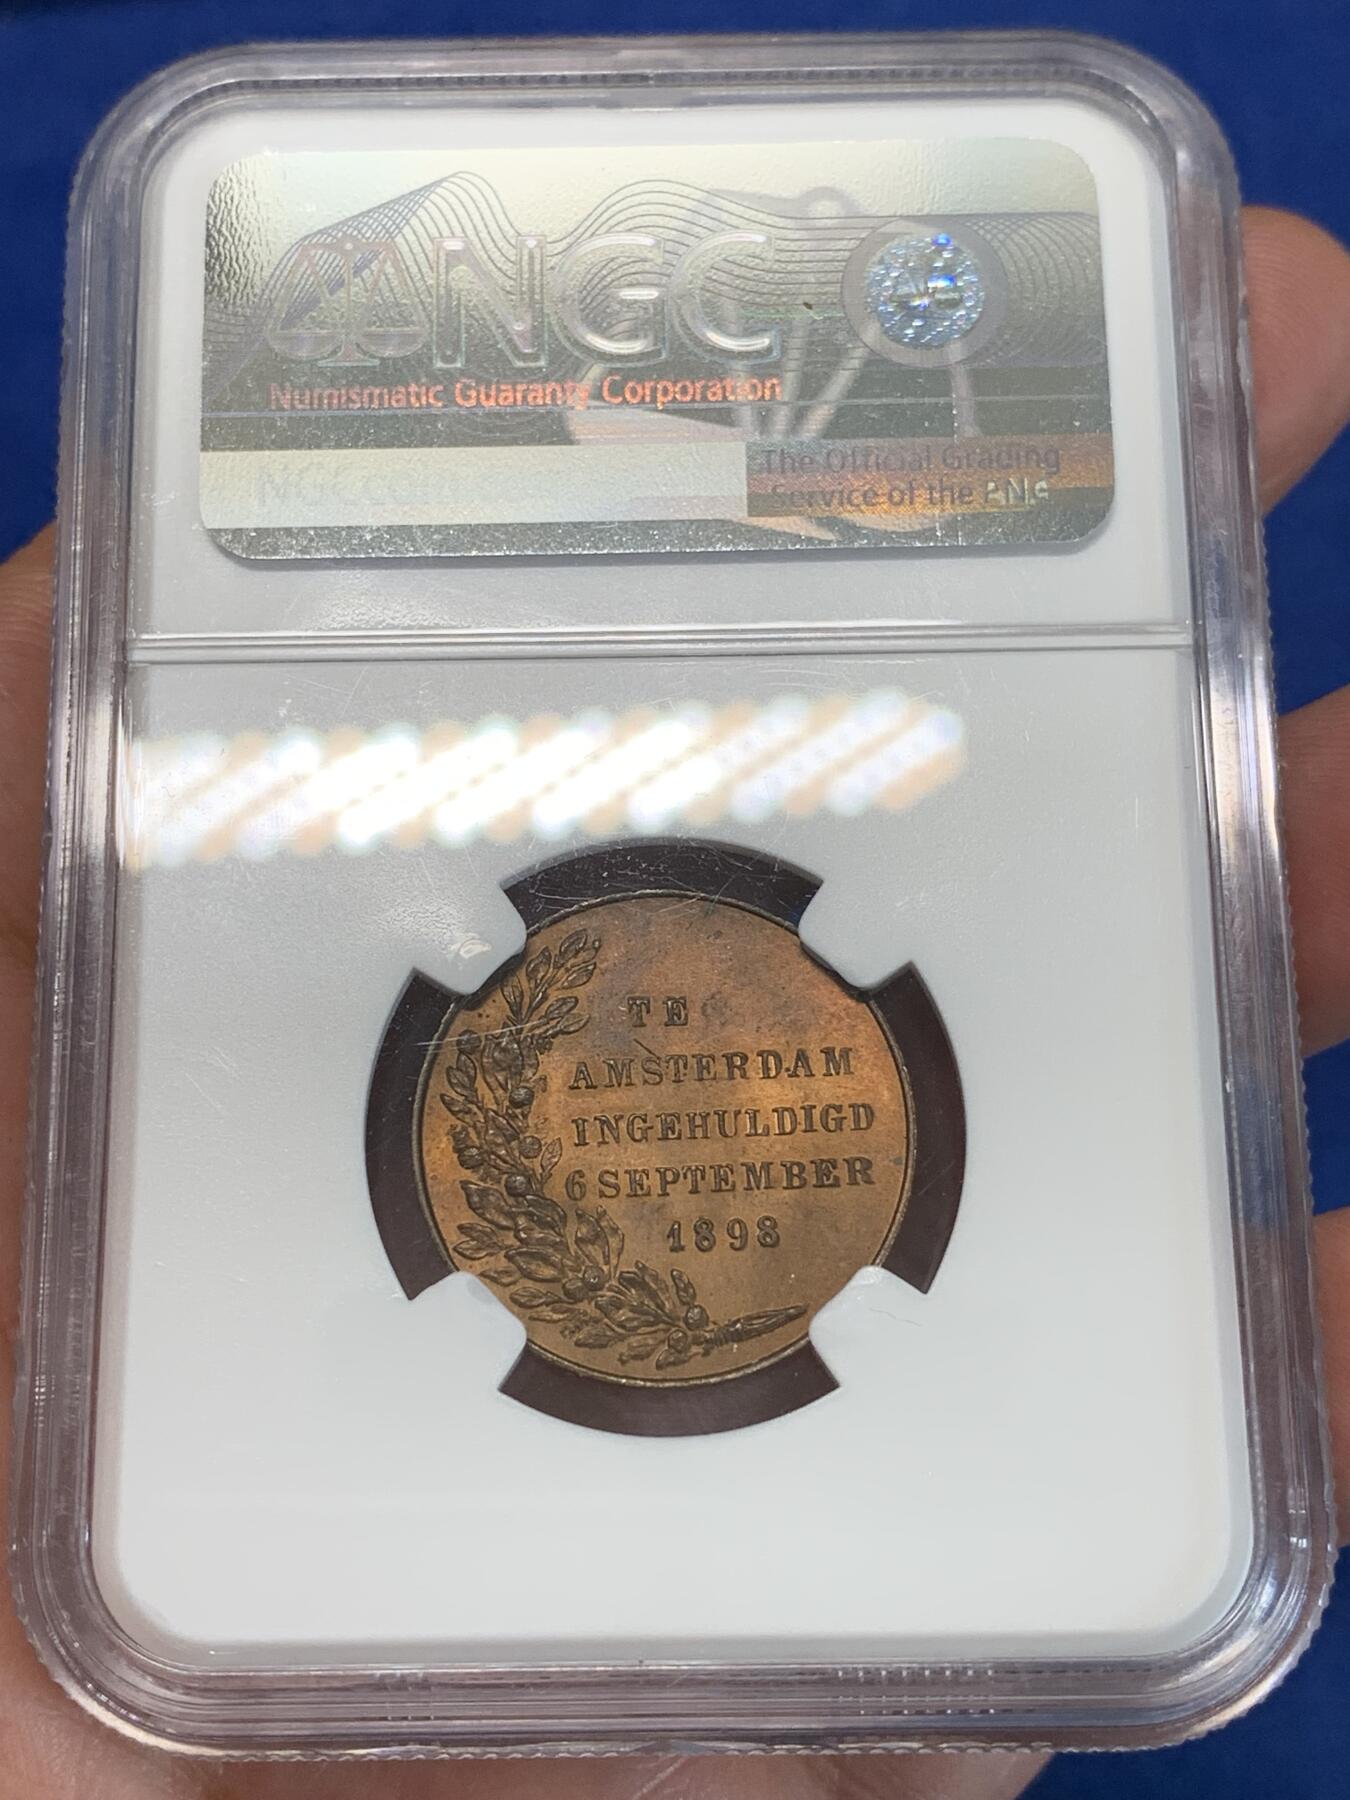 NGC
Numismatic Guaranty Corporation
The Official Grading
Service of the ANA
TE
AMSTERDAM
INGEHULDIGD
6 SEPTEMBER
1898